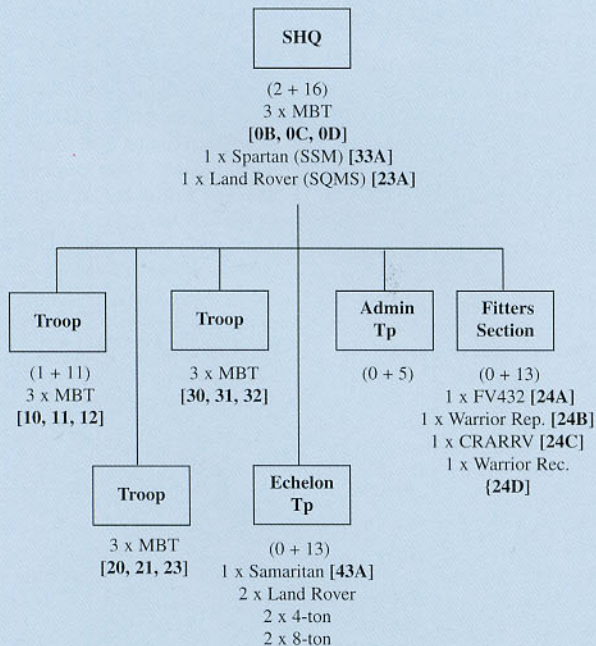 SHQ
(2 + 16)
3 x MBT
[0B, 0C, 0D]
1 x Spartan (SSM) [33A]
1 x Land Rover (SQMS) [23A]
Troop
(1 + 11)
3 x MBT
[10, 11, 12]
Troop
3 x MBT
[30, 31, 32]
Admin
Tp
(0 + 5)
Fitters
Section
(0 + 13)
1 x FV432 [24A]
1 x Warrior Rep. [24B]
1 x CRARRV [24C]
1 x Warrior Rec.
{24D]
Troop
3 x MBT
[20, 21, 23]
Echelon
Tp
(0 + 13)
1 x Samaritan [43A]
2 x Land Rover
2 x 4-ton
2 x 8-ton